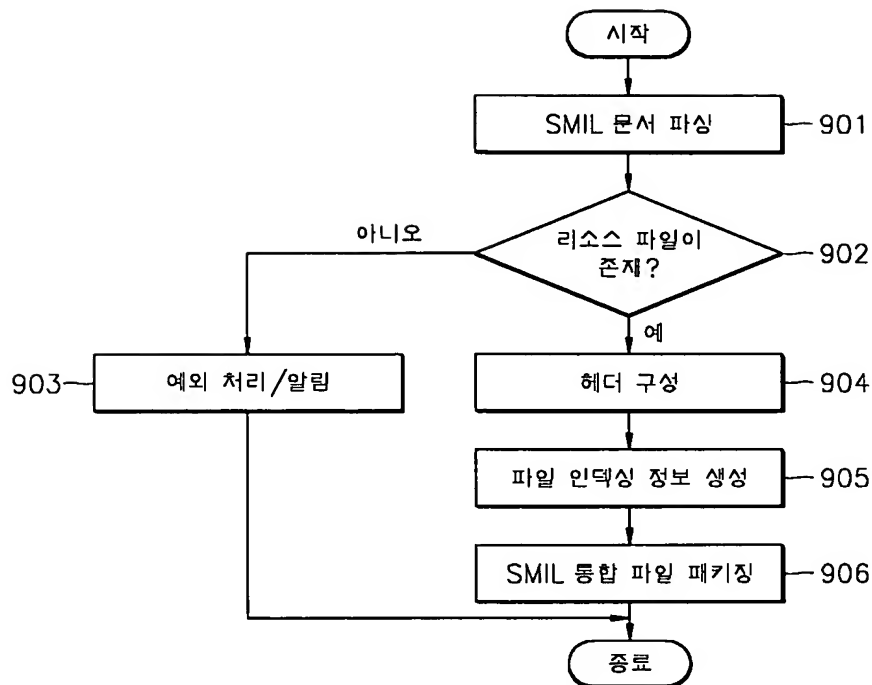 시작
SMIL 문서 파싱
901
리소스 파일이
존재?
902
아니오
예
903
예외 처리/알림
헤더 구성
904
파일 인덱싱 정보 생성
905
SMIL 통합 파일 패키징
906
종료